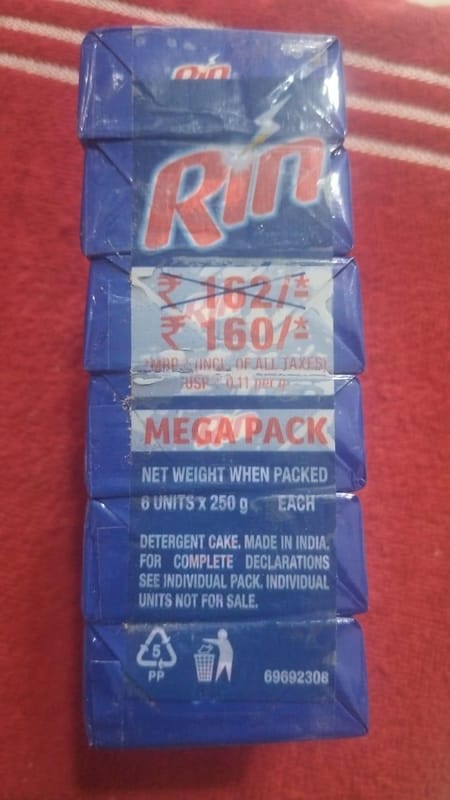 Rin
Rin
₹ 162/*
₹ 160/*
*MRP ₹ (INCL. OF ALL TAXES)
USP ₹ 0.11 per g
MEGA PACK
NET WEIGHT WHEN PACKED
6 UNITS x 250 g EACH
DETERGENT CAKE. MADE IN INDIA.
FOR COMPLETE DECLARATIONS
SEE INDIVIDUAL PACK. INDIVIDUAL
UNITS NOT FOR SALE.
5
PP
69692308